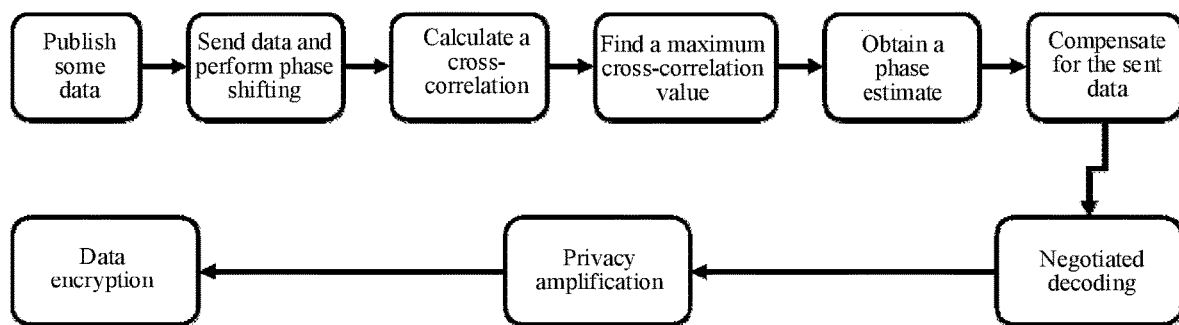 Publish
some
data
Send data and
perform phase
shifting
Calculate a
cross-
correlation
Find a maximum
cross-correlation
value
Obtain a
phase
estimate
Compensate
for the sent
data
Data
encryption
Privacy
amplification
Negotiated
decoding